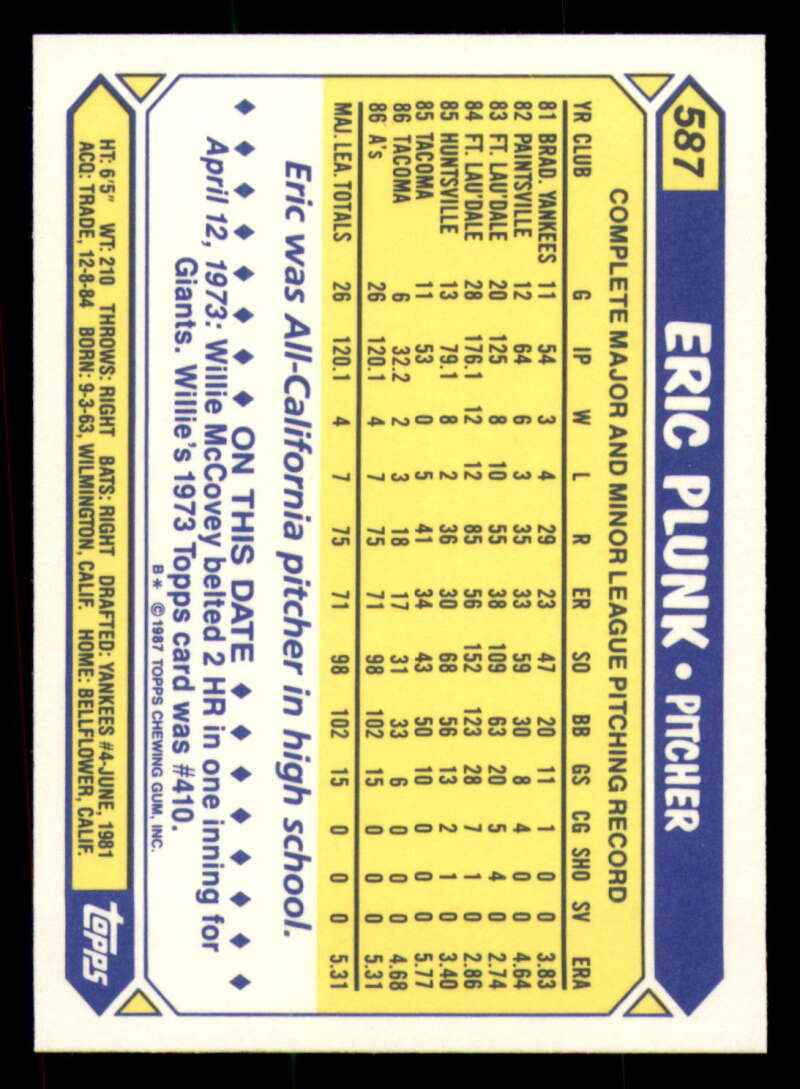 587 ERIC PLUNK • PITCHER
COMPLETE MAJOR AND MINOR LEAGUE PITCHING RECORD
YR CLUB G IP W L R ER SO BB GS CG SHO SV ERA
81 BRAD. YANKEES 11 54 3 4 29 23 47 20 11 1 0 0 3.83
82 PAINTSVILLE 12 64 6 3 35 33 59 30 8 4 0 0 4.64
83 FT. LAU'DALE 20 125 8 10 55 38 109 63 20 5 4 0 2.74
84 FT. LAU'DALE 28 176.1 12 12 85 56 152 123 28 7 1 0 2.86
85 HUNTSVILLE 13 79.1 8 2 36 30 68 56 13 2 1 0 3.40
85 TACOMA 11 53 0 5 41 34 43 50 10 0 0 0 5.77
86 TACOMA 6 32.2 2 3 18 17 31 33 6 0 0 0 4.68
86 A's 26 120.1 4 7 75 71 98 102 15 0 0 0 5.31
MAJ. LEA. TOTALS 26 120.1 4 7 75 71 98 102 15 0 0 0 5.31
Eric was All-California pitcher in high school.
ON THIS DATE
April 12, 1973: Willie McCovey belted 2 HR in one inning for
Giants. Willie's 1973 Topps card was #410.
B* ©1987 TOPPS CHEWING GUM, INC.
HT: 6'5" WT: 210 THROWS: RIGHT BATS: RIGHT DRAFTED: YANKEES #4-JUNE, 1981
ACQ: TRADE, 12-8-84 BORN: 9-3-63, WILMINGTON, CALIF. HOME: BELLFLOWER, CALIF.
topps